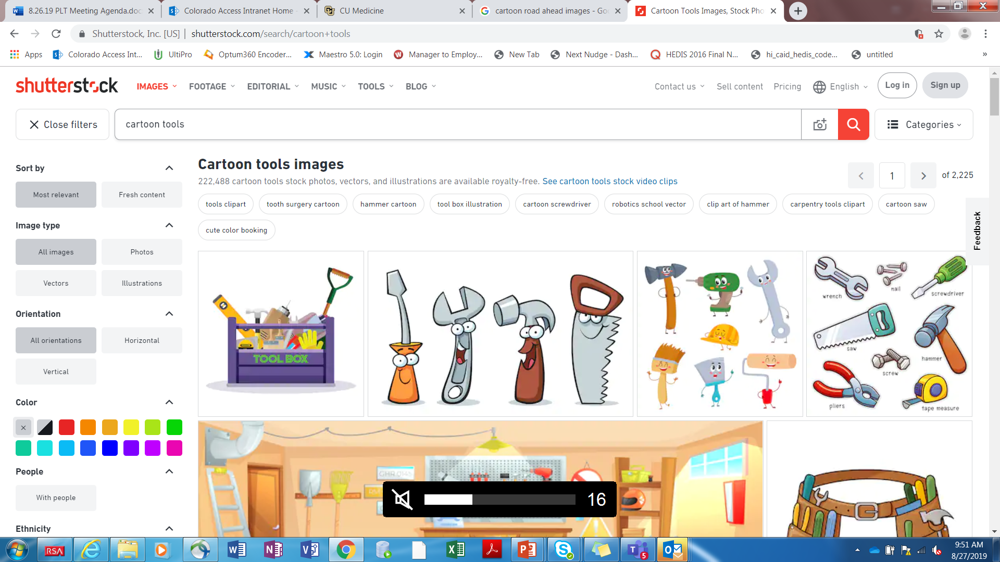 8.26.19 PLT Meeting Agenda.doc
Colorado Access Intranet Home -
CU Medicine
cartoon road ahead images - Goo
Cartoon Tools Images, Stock Pho
Shutterstock, Inc. [US] | shutterstock.com/search/cartoon+tools
Apps
Colorado Access Int...
UltiPro
Optum360 Encoder...
Maestro 5.0: Login
Manager to Employ...
New Tab
Next Nudge - Dash...
HEDIS 2016 Final N...
hi_caid_hedis_code...
untitled
»
shutterstock
IMAGES
FOOTAGE
EDITORIAL
MUSIC
TOOLS
BLOG
Contact us
Sell content
Pricing
English
Log in
Sign up
Close filters
cartoon tools
Categories
Sort by
Most relevant
Fresh content
Image type
All images
Photos
Vectors
Illustrations
Orientation
All orientations
Horizontal
Vertical
Color
People
With people
Ethnicity
Cartoon tools images
222,488 cartoon tools stock photos, vectors, and illustrations are available royalty-free. See cartoon tools stock video clips
1
of 2,225
tools clipart
tooth surgery cartoon
hammer cartoon
tool box illustration
cartoon screwdriver
robotics school vector
clip art of hammer
carpentry tools clipart
cartoon saw
cute color booking
Feedback
TOOL BOX
wrench
nail
screwdriver
saw
hammer
screw
pliers
tape measure
GHR 0145
16
RSA
5
9:51 AM
8/27/2019